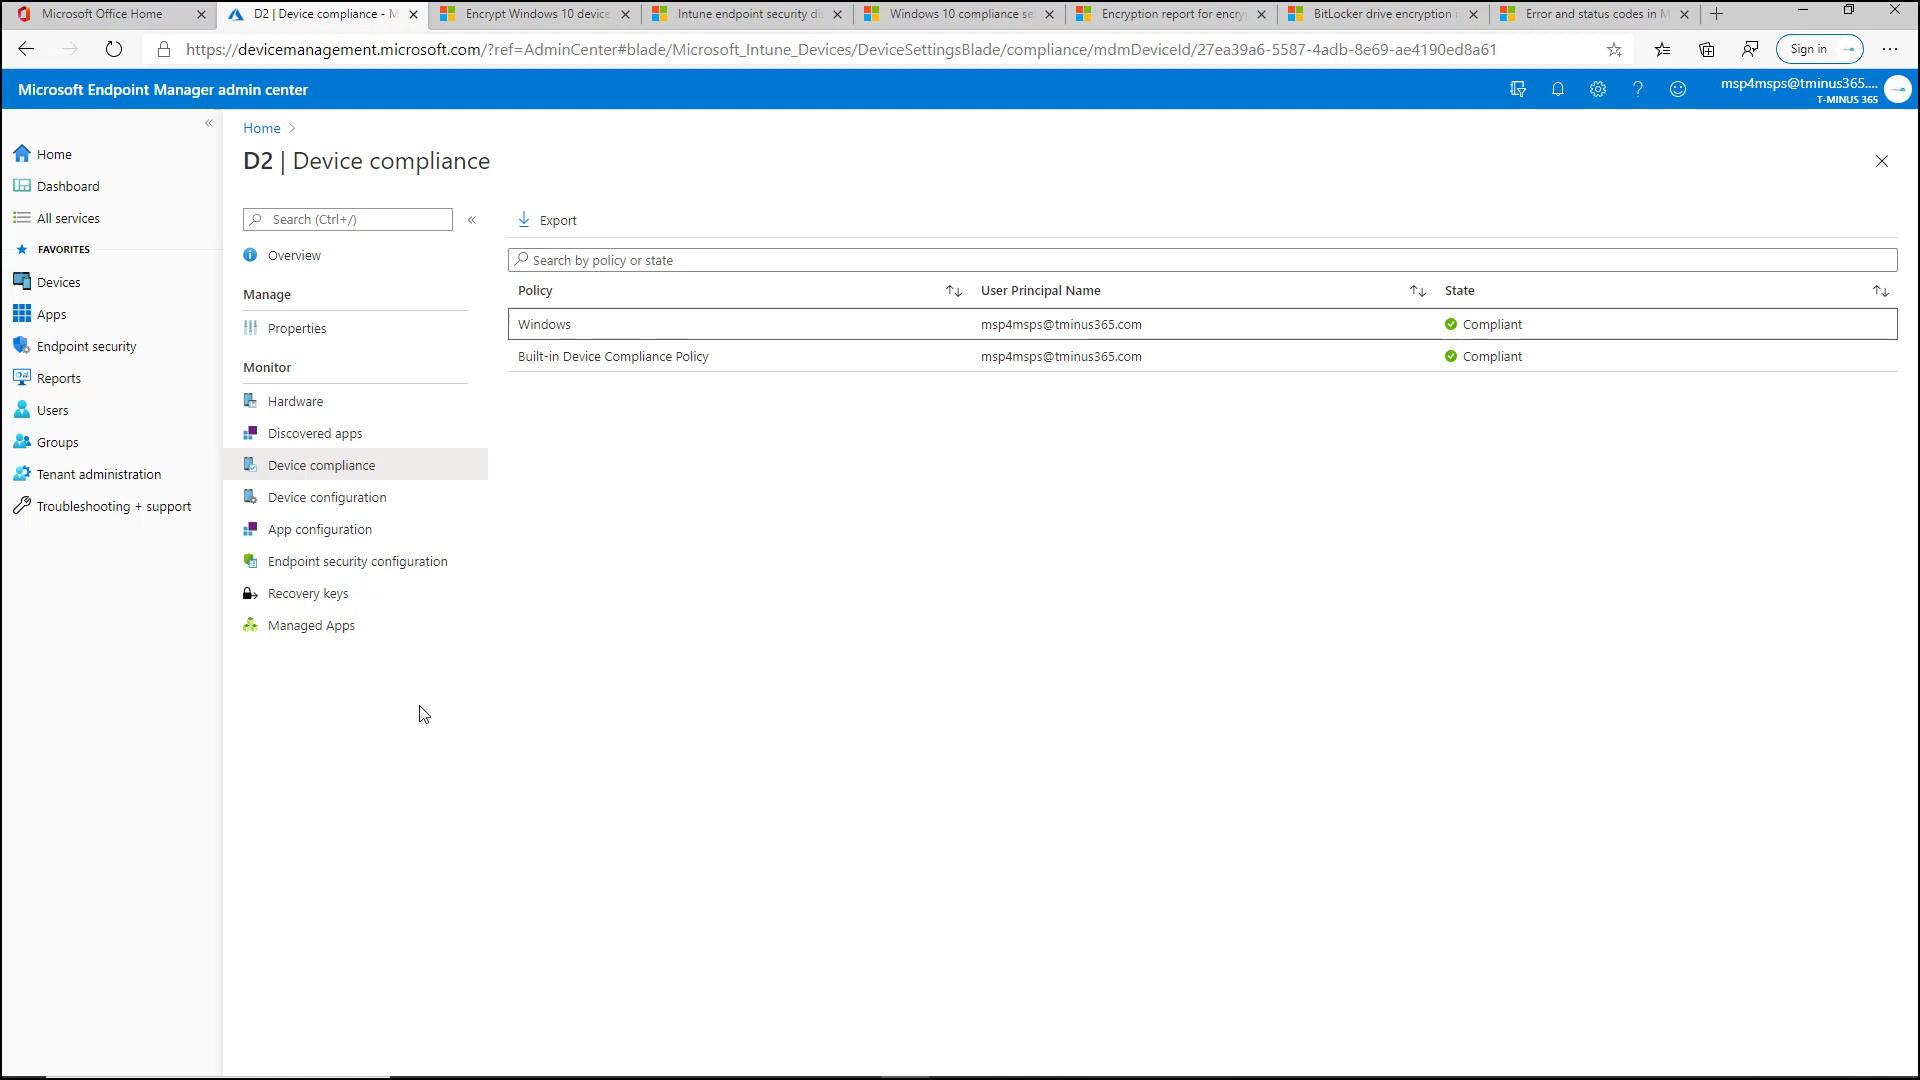 Microsoft Office Home
D2 | Device compliance - M
Encrypt Windows 10 device
Intune endpoint security di
Windows 10 compliance se
Encryption report for encry
BitLocker drive encryption i
Error and status codes in M
https://devicemanagement.microsoft.com/?ref=AdminCenter#blade/Microsoft_Intune_Devices/DeviceSettingsBlade/compliance/mdmDeviceId/27ea39a6-5587-4adb-8e69-ae4190ed8a61
Sign in
Microsoft Endpoint Manager admin center
msp4msps@tminus365....
T-MINUS 365
Home
Dashboard
All services
FAVORITES
Devices
Apps
Endpoint security
Reports
Users
Groups
Tenant administration
Troubleshooting + support
Home
D2 | Device compliance
Search (Ctrl+/)
Overview
Manage
Properties
Monitor
Hardware
Discovered apps
Device compliance
Device configuration
App configuration
Endpoint security configuration
Recovery keys
Managed Apps
Export
Search by policy or state
Policy User Principal Name State
Windows msp4msps@tminus365.com Compliant
Built-in Device Compliance Policy msp4msps@tminus365.com Compliant